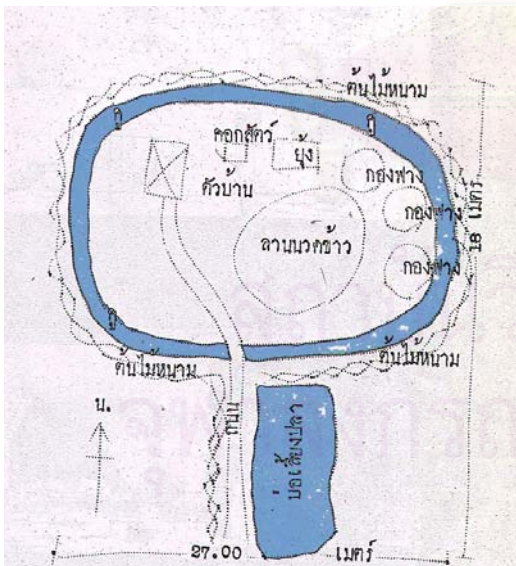 ต้นไม้หนาม
คอกสัตว์
ยุ้ง
ตัวบ้าน
กองฟาง
กองฟาง
ลานนวดข้าว
กองฟาง
18 เมตร
ต้นไม้หนาม
ต้นไม้หนาม
น.
ถนน
บ่อเลี้ยงปลา
27.00 เมตร